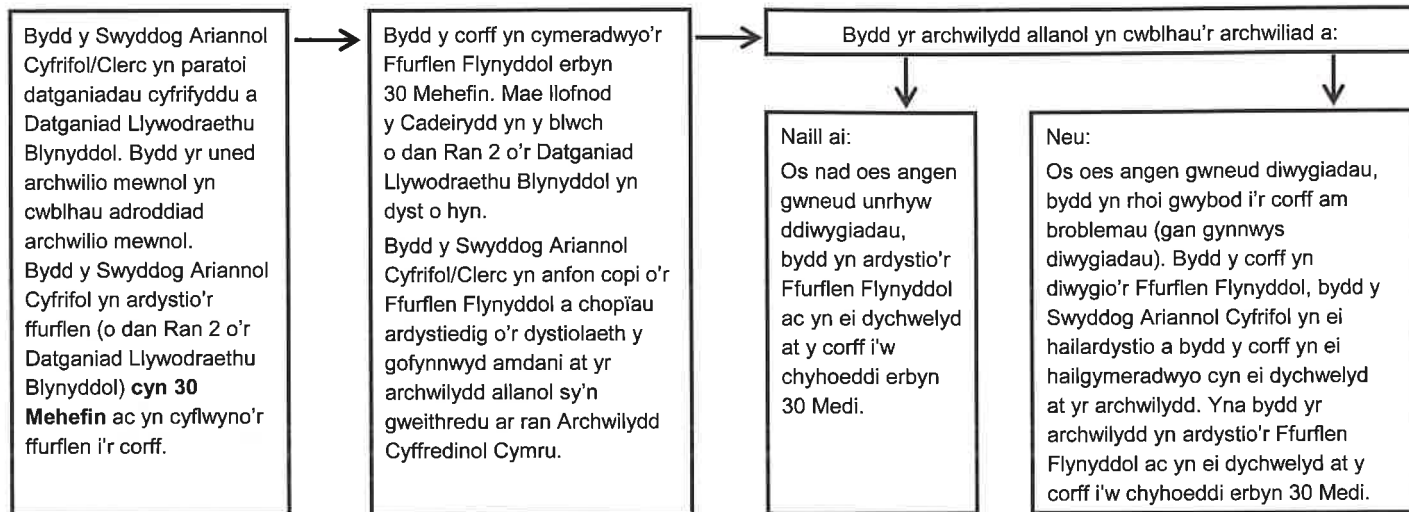 Bydd y Swyddog Ariannol
Cyfrifol/Clerc yn paratoi
datganiadau cyfrifyddu a
Datganiad Llywodraethu
Blynyddol. Bydd yr uned
archwilio mewnol yn
cwblhau adroddiad
archwilio mewnol.
Bydd y Swyddog Ariannol
Cyfrifol yn ardystio'r
ffurflen (o dan Ran 2 o'r
Datganiad Llywodraethu
Blynyddol) cyn 30
Mehefin ac yn cyflwyno'r
ffurflen i'r corff.
Bydd y corff yn cymeradwyo'r
Ffurflen Flynyddol erbyn
30 Mehefin. Mae llofnod
y Cadeirydd yn y blwch
o dan Ran 2 o'r Datganiad
Llywodraethu Blynyddol yn
dyst o hyn.
Bydd y Swyddog Ariannol
Cyfrifol/Clerc yn anfon copi o'r
Ffurflen Flynyddol a chopïau
ardystiedig o'r dystiolaeth y
gofynnwyd amdani at yr
archwilydd allanol sy'n
gweithredu ar ran Archwilydd
Cyffredinol Cymru.
Bydd yr archwilydd allanol yn cwblhau'r archwiliad a:
Naill ai:
Os nad oes angen
gwneud unrhyw
ddiwygiadau,
bydd yn ardystio'r
Ffurflen Flynyddol
ac yn ei dychwelyd
at y corff i'w
chyhoeddi erbyn
30 Medi.
Neu:
Os oes angen gwneud diwygiadau,
bydd yn rhoi gwybod i'r corff am
broblemau (gan gynnwys
diwygiadau). Bydd y corff yn
diwygio'r Ffurflen Flynyddol, bydd y
Swyddog Ariannol Cyfrifol yn ei
hailardystio a bydd y corff yn ei
hailgymeradwyo cyn ei dychwelyd
at yr archwilydd. Yna bydd yr
archwilydd yn ardystio'r Ffurflen
Flynyddol ac yn ei dychwelyd at y
corff i'w chyhoeddi erbyn 30 Medi.